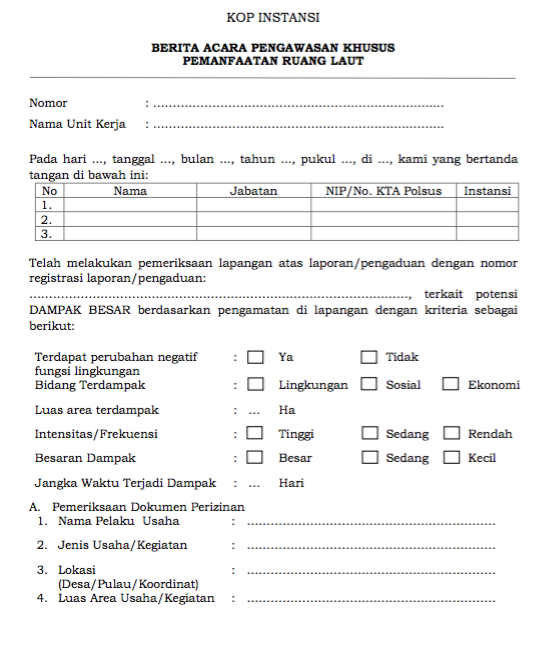 KOP INSTANSI
BERITA ACARA PENGAWASAN KHUSUS
PEMANFAATAN RUANG LAUT
Nomor : ................................................................................
Nama Unit Kerja : ................................................................................
Pada hari ..., tanggal ..., bulan ..., tahun ..., pukul ..., di ..., kami yang bertanda
tangan di bawah ini:
No Nama Jabatan NIP/No. KTA Polsus Instansi
1.
2.
3.
Telah melakukan pemeriksaan lapangan atas laporan/pengaduan dengan nomor
registrasi laporan/pengaduan:
........................................................................................................, terkait potensi
DAMPAK BESAR berdasarkan pengamatan di lapangan dengan kriteria sebagai
berikut:
Terdapat perubahan negatif : ☐ Ya ☐ Tidak
fungsi lingkungan
Bidang Terdampak : ☐ Lingkungan ☐ Sosial ☐ Ekonomi
Luas area terdampak : ... Ha
Intensitas/Frekuensi : ☐ Tinggi ☐ Sedang ☐ Rendah
Besaran Dampak : ☐ Besar ☐ Sedang ☐ Kecil
Jangka Waktu Terjadi Dampak : ... Hari
A. Pemeriksaan Dokumen Perizinan
1. Nama Pelaku Usaha : ....................................................................
2. Jenis Usaha/Kegiatan : ....................................................................
3. Lokasi : ....................................................................
(Desa/Pulau/Koordinat)
4. Luas Area Usaha/Kegiatan : ....................................................................